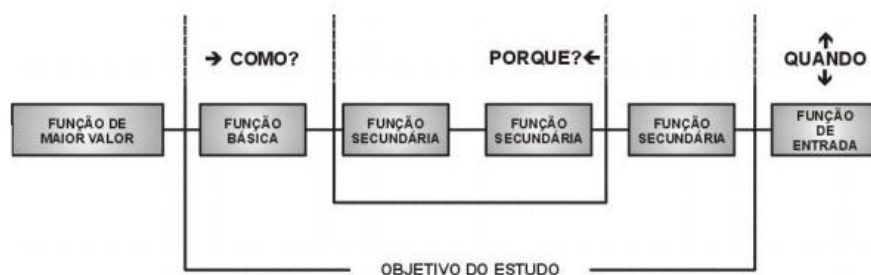 → COMO?
PORQUE?←
QUANDO
FUNÇÃO DE
MAIOR VALOR
FUNÇÃO
BÁSICA
FUNÇÃO
SECUNDÁRIA
FUNÇÃO
SECUNDÁRIA
FUNÇÃO
SECUNDÁRIA
FUNÇÃO
DE
ENTRADA
OBJETIVO DO ESTUDO